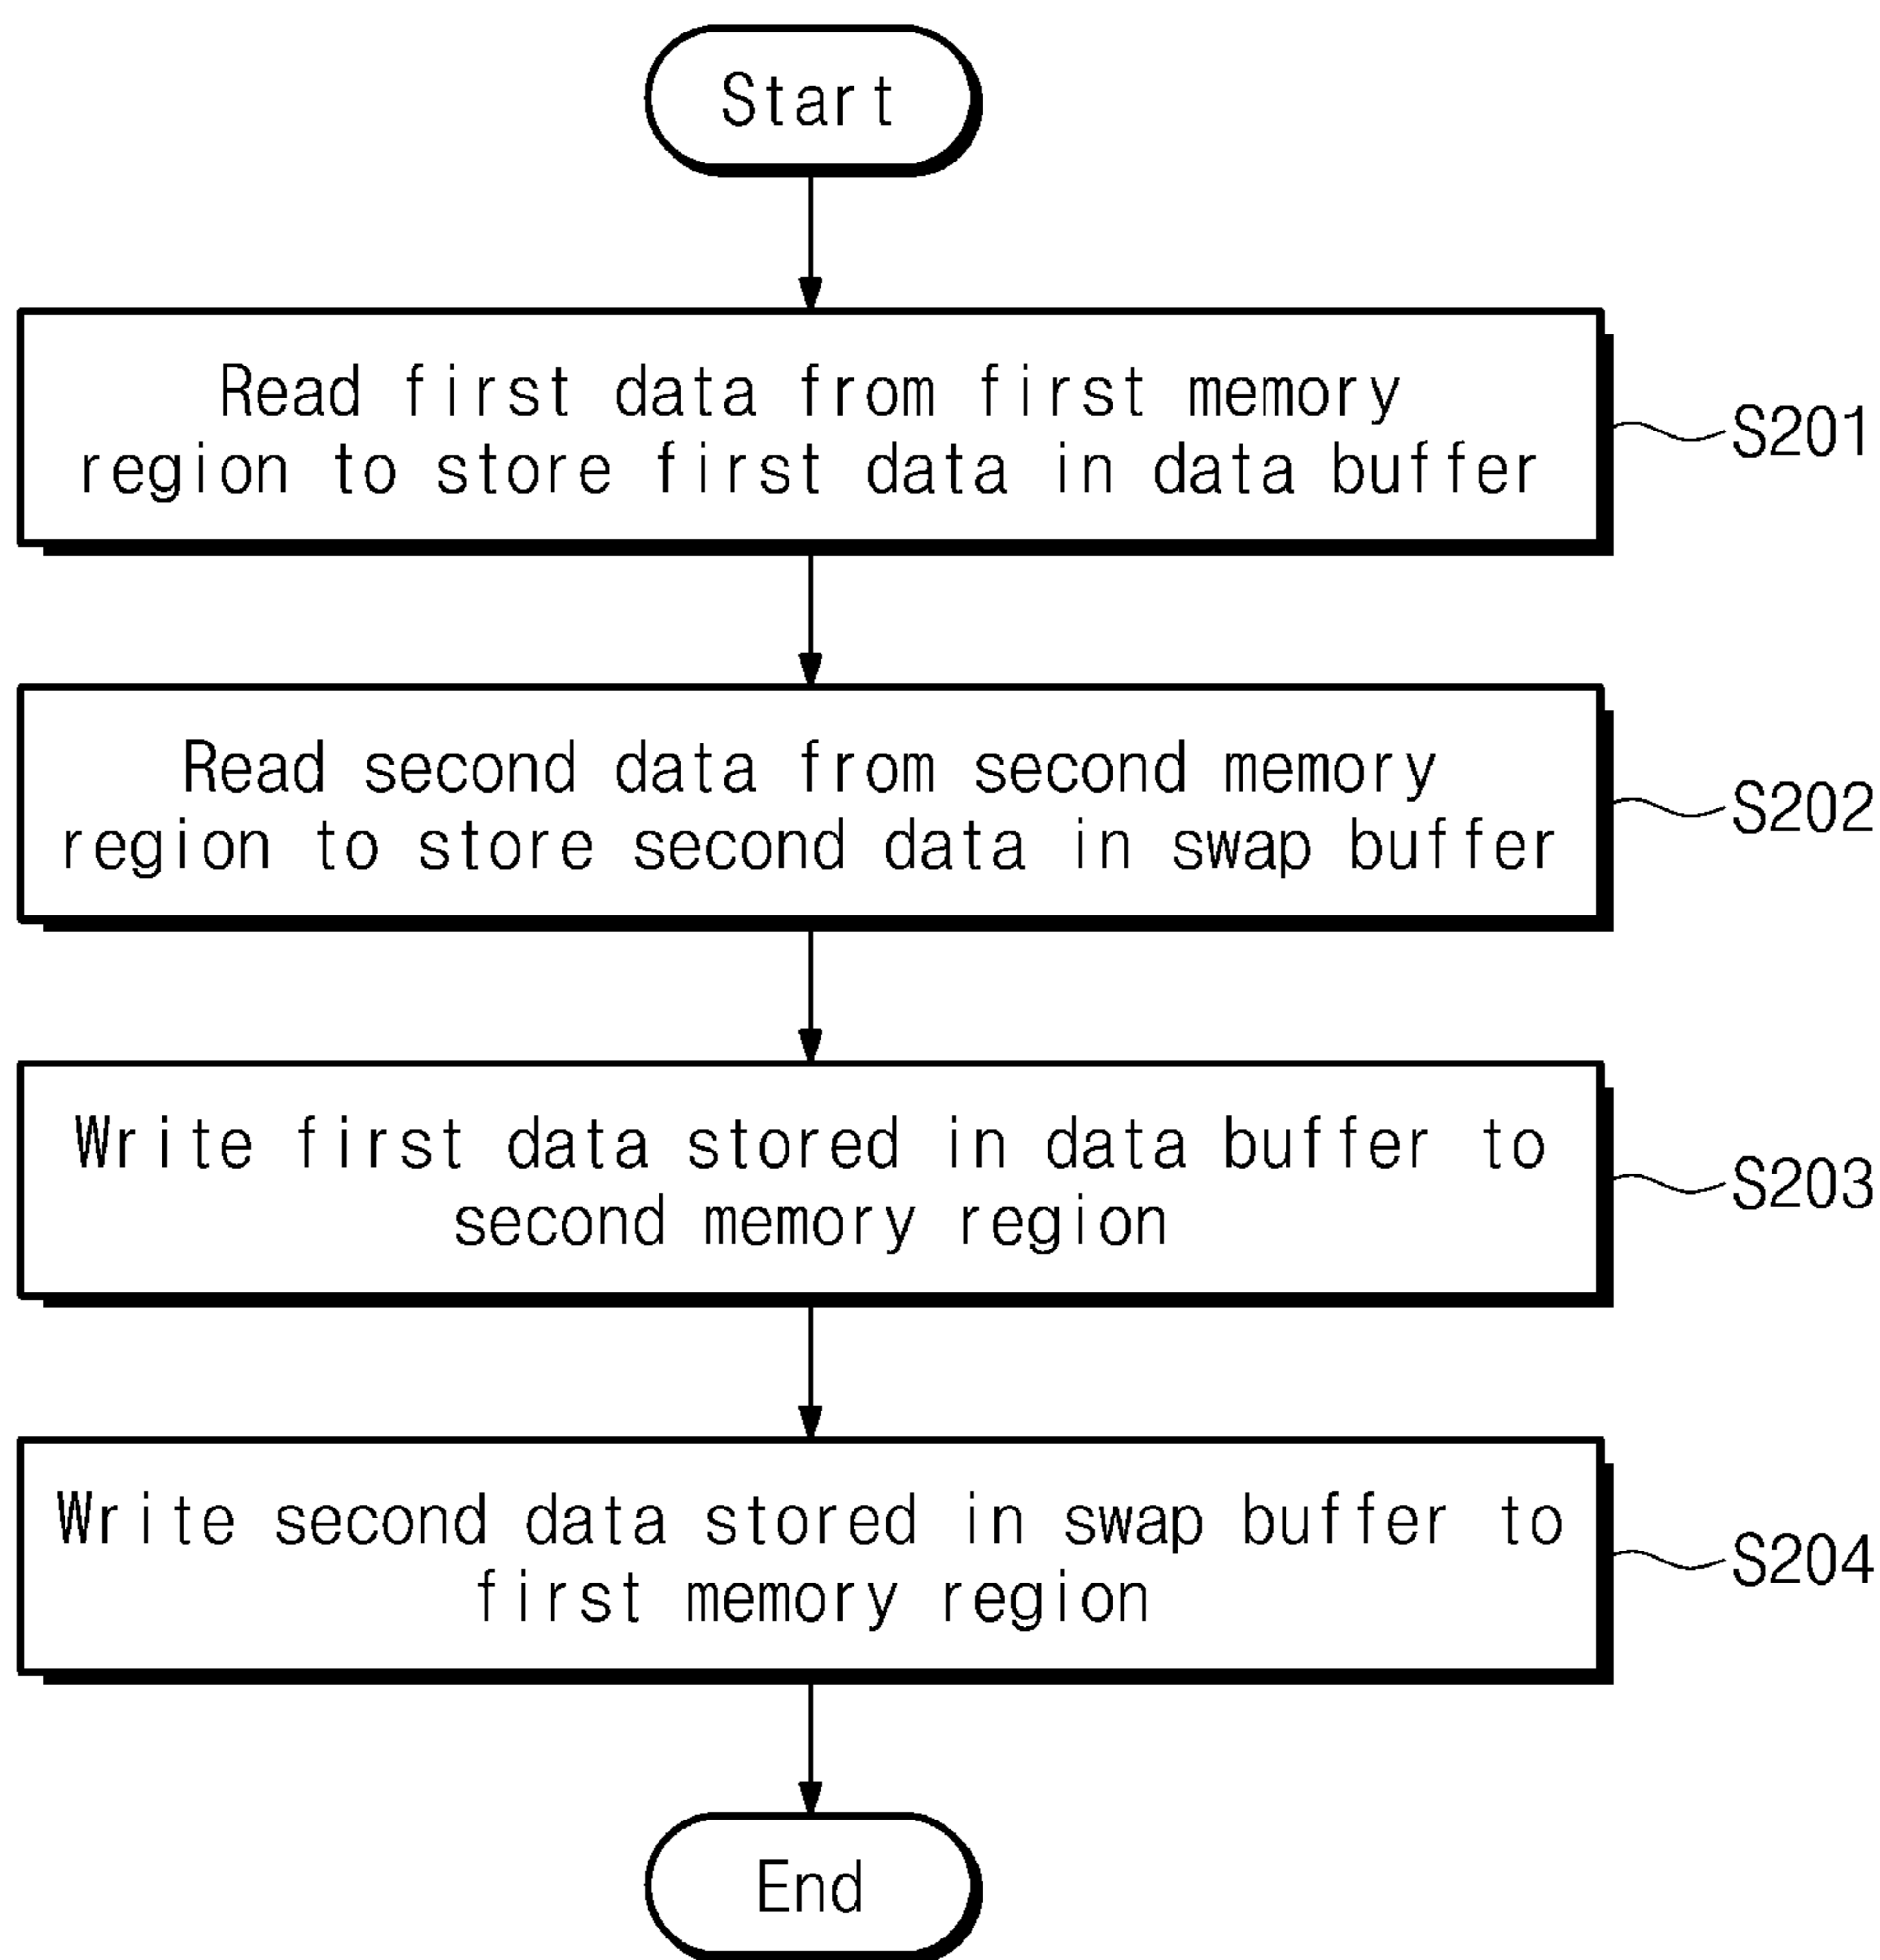 Start
Read first data from first memory
region to store first data in data buffer
S201
Read second data from second memory
region to store second data in swap buffer
S202
Write first data stored in data buffer to
second memory region
S203
Write second data stored in swap buffer to
first memory region
S204
End